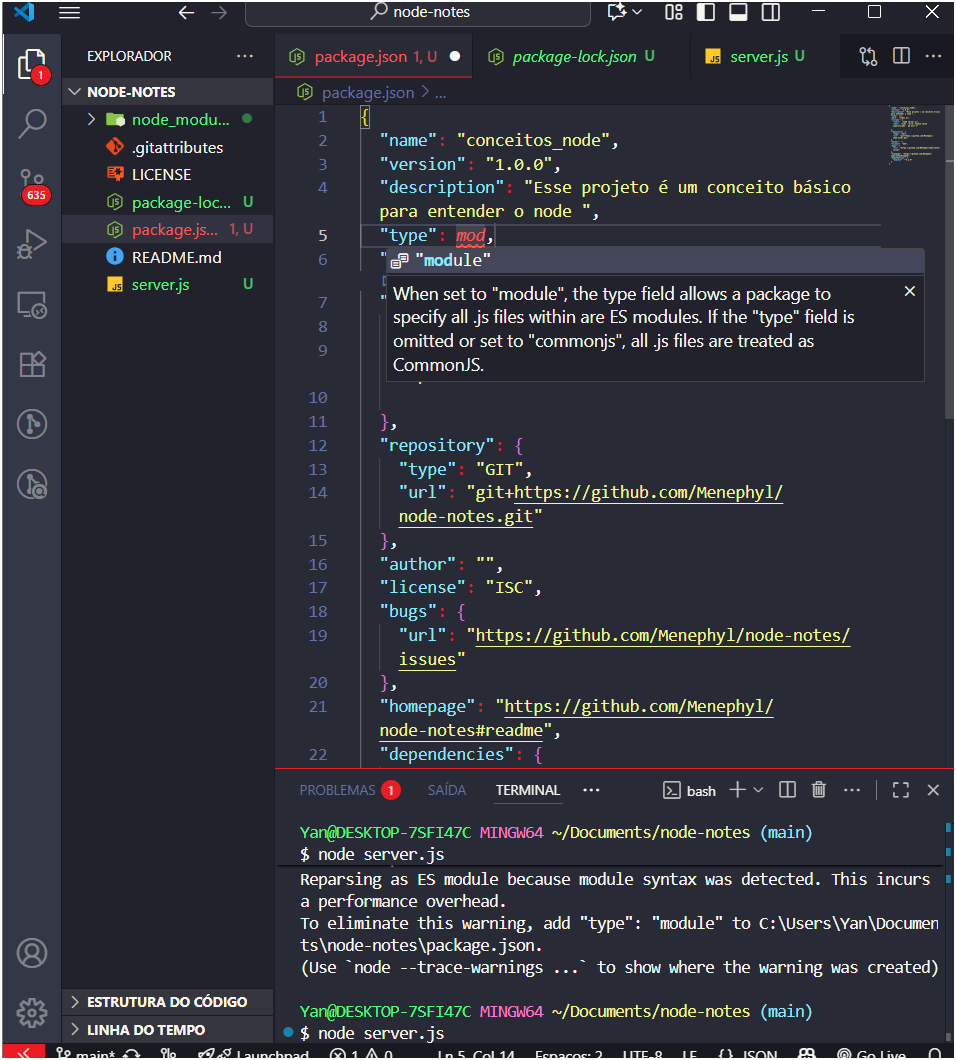 node-notes
EXPLORADOR
NODE-NOTES
node_modu...
.gitattributes
LICENSE
package-loc... U
package.js... 1, U
README.md
server.js U
ESTRUTURA DO CÓDIGO
LINHA DO TEMPO
1
635
package.json 1, U
package-lock.json U
server.js U
package.json > ...
1 {
2 "name": "conceitos_node",
3 "version": "1.0.0",
4 "description": "Esse projeto é um conceito básico
para entender o node ",
5 "type": mod,
6 "
"module"
When set to "module", the type field allows a package to
specify all .js files within are ES modules. If the "type" field is
omitted or set to "commonjs", all .js files are treated as
CommonJS.
7 "
8
9
10
11 },
12 "repository": {
13 "type": "GIT",
14 "url": "git+https://github.com/Menephyl/
node-notes.git"
15 },
16 "author": "",
17 "license": "ISC",
18 "bugs": {
19 "url": "https://github.com/Menephyl/node-notes/
issues"
20 },
21 "homepage": "https://github.com/Menephyl/
node-notes#readme",
22 "dependencies": {
PROBLEMAS 1 SAÍDA TERMINAL ... bash
Yan@DESKTOP-7SFI47C MINGW64 ~/Documents/node-notes (main)
$ node server.js
Reparsing as ES module because module syntax was detected. This incurs
a performance overhead.
To eliminate this warning, add "type": "module" to C:\Users\Yan\Documen
ts\node-notes\package.json.
(Use `node --trace-warnings ...` to show where the warning was created)
Yan@DESKTOP-7SFI47C MINGW64 ~/Documents/node-notes (main)
$ node server.js
main* Launchpad 1 0 Ln 5, Col 14 Espaços: 2 UTF-8 LF {} JSON Go Live